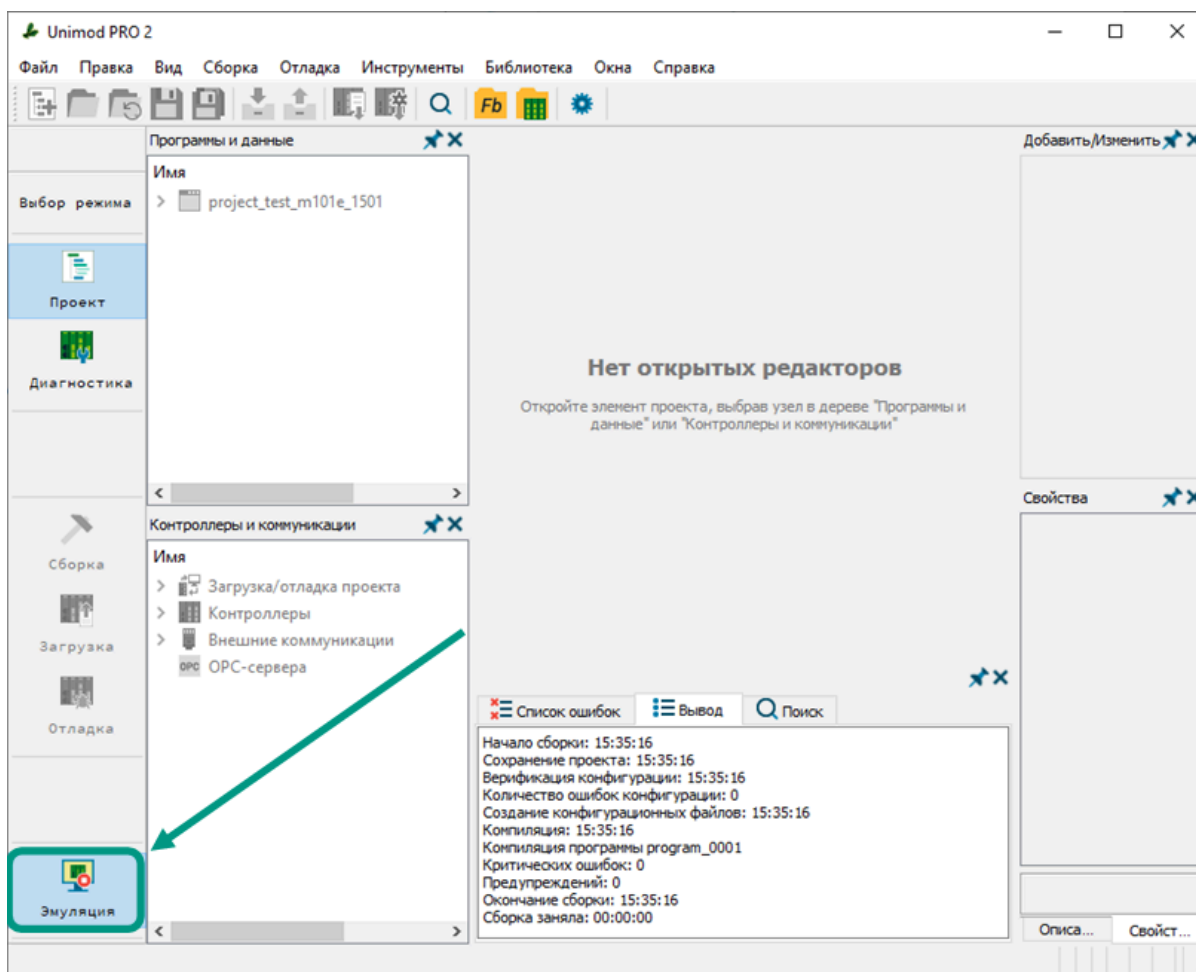 Unimod PRO 2
Файл Правка Вид Сборка Отладка Инструменты Библиотека Окна Справка
Fb
Выбор режима
Проект
Диагностика
Сборка
Загрузка
Отладка
Эмуляция
Программы и данные
Имя
project_test_m101e_1501
Контроллеры и коммуникации
Имя
Загрузка/отладка проекта
Контроллеры
Внешние коммуникации
OPC OPC-сервера
Нет открытых редакторов
Откройте элемент проекта, выбрав узел в дереве "Программы и
данные" или "Контроллеры и коммуникации"
Список ошибок Вывод Поиск
Начало сборки: 15:35:16
Сохранение проекта: 15:35:16
Верификация конфигурации: 15:35:16
Количество ошибок конфигурации: 0
Создание конфигурационных файлов: 15:35:16
Компиляция: 15:35:16
Компиляция программы program_0001
Критических ошибок: 0
Предупреждений: 0
Окончание сборки: 15:35:16
Сборка заняла: 00:00:00
Добавить/Изменить
Свойства
Описа... Свойст...